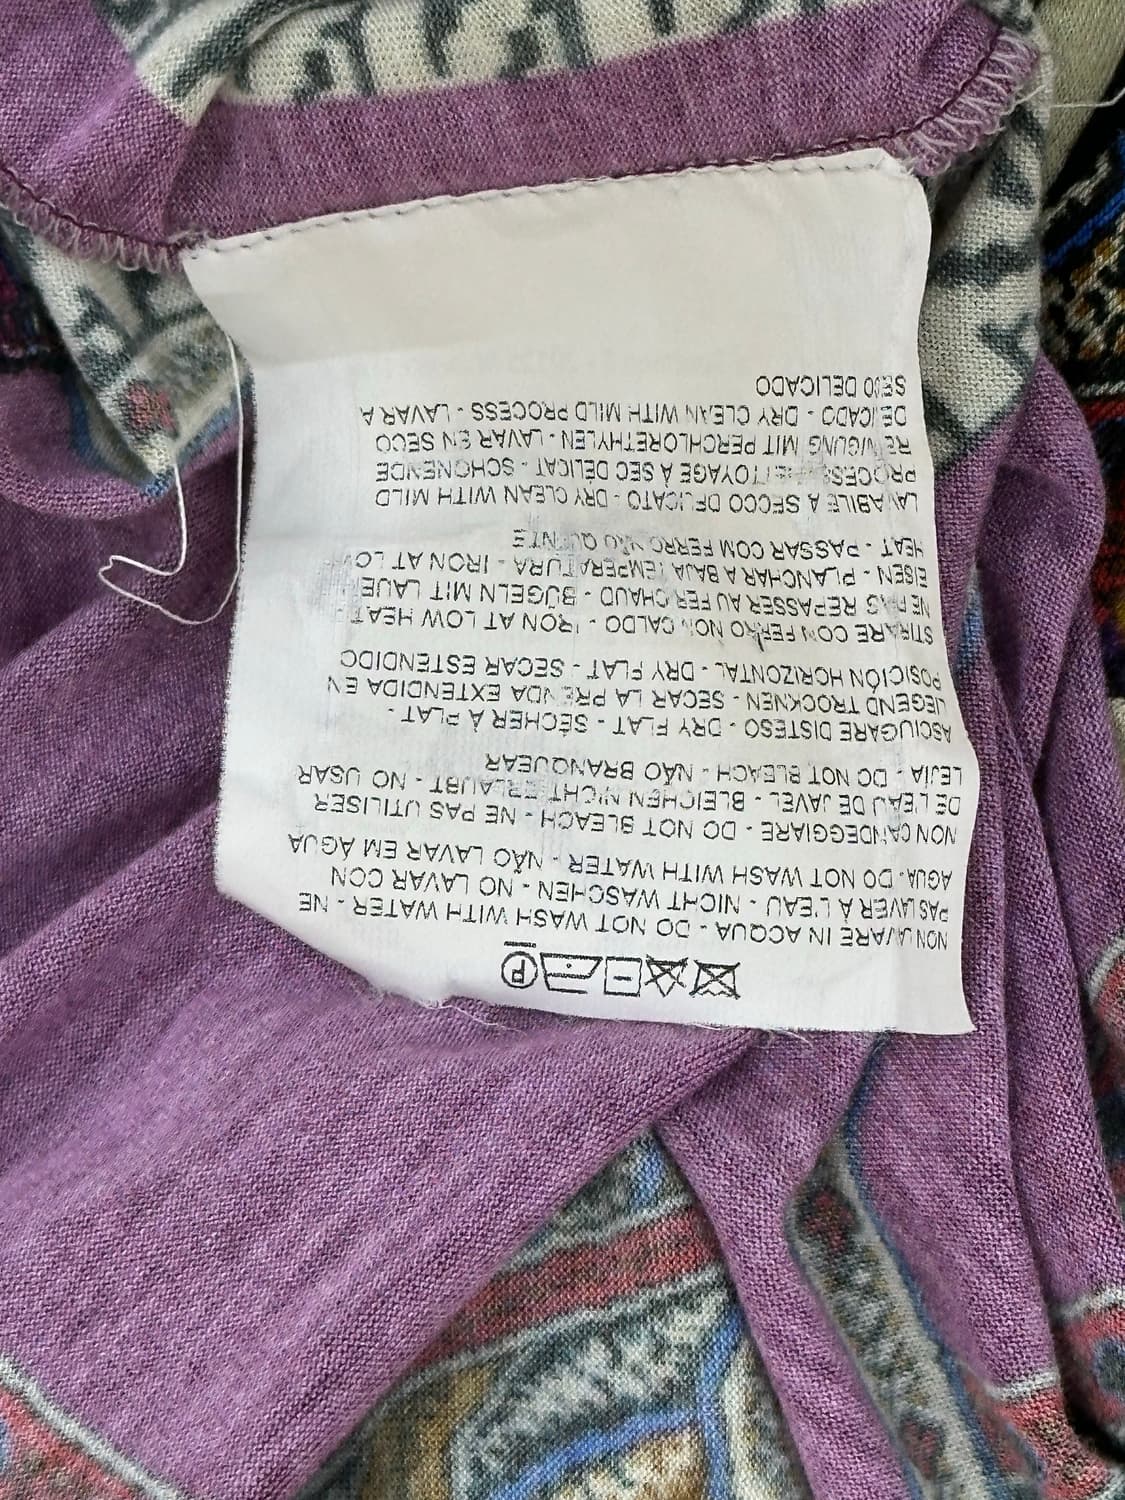 NON LAVARE IN ACQUA - DO NOT WASH WITH WATER - NE
PAS LAVER À L'EAU - NICHT WASCHEN - NO LAVAR CON
AGUA - DO NOT WASH WITH WATER - NÃO LAVAR EM ÁGUA
NON CANDEGGIARE - DO NOT BLEACH - NE PAS UTILISER
DE L'EAU DE JAVEL - BLEICHEN NICHT ERLAUBT - NO USAR
LEJÍA - DO NOT BLEACH - NÃO BRANQUEAR
ASCIUGARE DISTESO - DRY FLAT - SÉCHER À PLAT -
LIEGEND TROCKNEN - SECAR LA PRENDA EXTENDIDA EN
POSICIÓN HORIZONTAL - DRY FLAT - SECAR ESTENDIDO
STIRARE CON FERRO NON CALDO - IRON AT LOW HEAT -
NE PAS REPASSER AU FER CHAUD - BÜGELN MIT LAUEM
EISEN - PLANCHAR A BAJA TEMPERATURA - IRON AT LOW
HEAT - PASSAR COM FERRO NÃO QUENTE
LAVABILE A SECCO DELICATO - DRY CLEAN WITH MILD
PROCESS - NETTOYAGE À SEC DÉLICAT - SCHONENDE
REINIGUNG MIT PERCHLORETHYLEN - LAVAR EN SECO
DELICADO - DRY CLEAN WITH MILD PROCESS - LAVAR A
SECO DELICADO